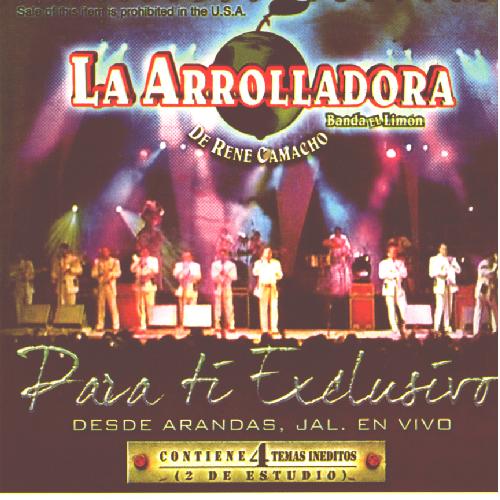 Sale of this item is prohibited in the U.S.A.
LA ARROLLADORA
Banda EL Limón
DE RENE CAMACHO
Para ti Exclusivo
DESDE ARANDAS, JAL. EN VIVO
CONTIENE 4 TEMAS INEDITOS
(2 DE ESTUDIO)